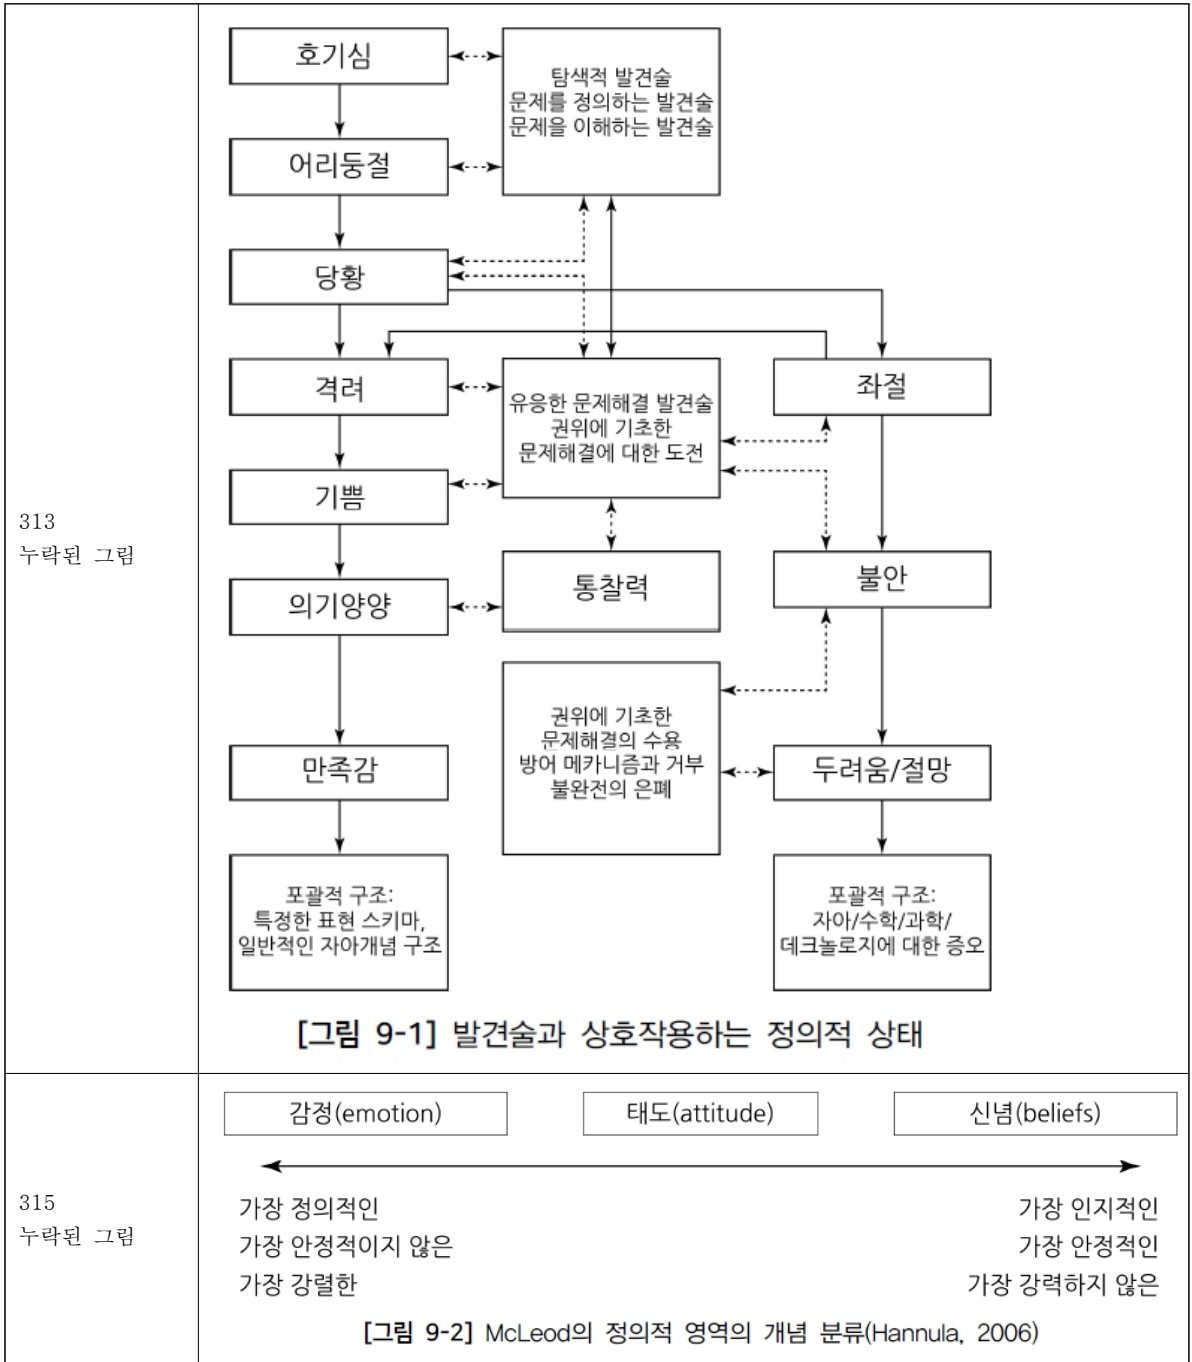 313
누락된 그림
호기심
탐색적 발견술
문제를 정의하는 발견술
문제을 이해하는 발견술
어리둥절
당황
격려
유응한 문제해결 발견술
권위에 기초한
문제해결에 대한 도전
좌절
기쁨
의기양양
통찰력
불안
권위에 기초한
문제해결의 수용
방어 메카니즘과 거부
불완전의 은폐
만족감
두려움/절망
포괄적 구조:
특정한 표현 스키마,
일반적인 자아개념 구조
포괄적 구조:
자아/수학/과학/
데크놀로지에 대한 증오
[그림 9-1] 발견술과 상호작용하는 정의적 상태
315
누락된 그림
감정(emotion)
태도(attitude)
신념(beliefs)
가장 정의적인
가장 인지적인
가장 안정적이지 않은
가장 안정적인
가장 강렬한
가장 강력하지 않은
[그림 9-2] McLeod의 정의적 영역의 개념 분류(Hannula, 2006)